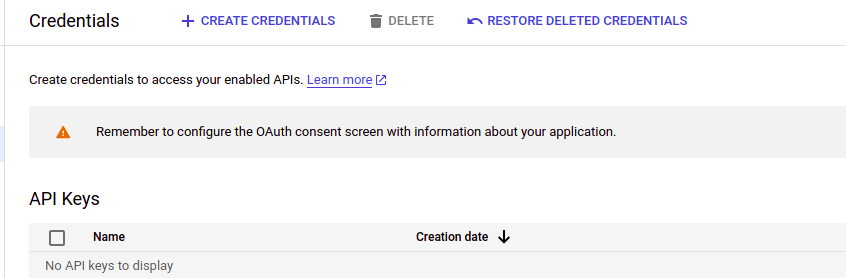 Credentials
CREATE CREDENTIALS
DELETE
RESTORE DELETED CREDENTIALS
Create credentials to access your enabled APIs. Learn more
Remember to configure the OAuth consent screen with information about your application.
API Keys
Name
Creation date
No API keys to display